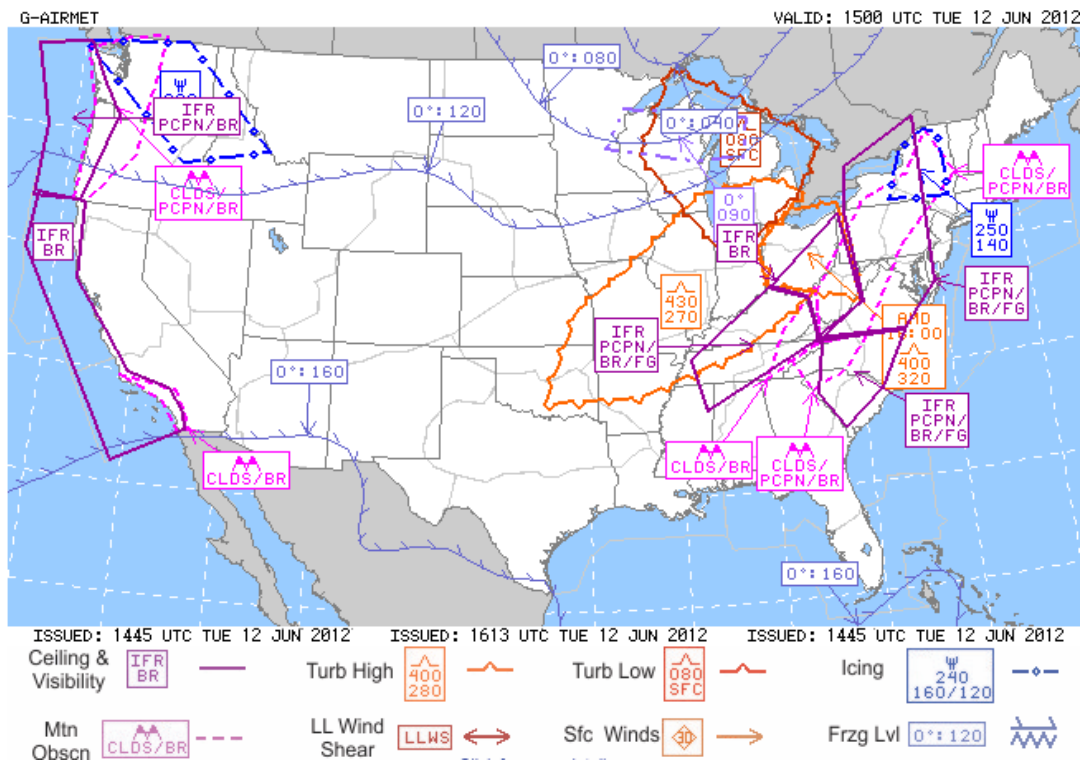 G-AIRMET
VALID: 1500 UTC TUE 12 JUN 2012
0°:080
0°:120
0°:040
IFR
PCPN/BR
080
SFC
CLDS/
PCPN/BR
CLDS/
PCPN/BR
0°
090
IFR
BR
IFR
BR
250
140
430
270
IFR
PCPN/
BR/FG
IFR
PCPN/
BR/FG
AMD
400
320
0°:160
IFR
PCPN/
BR/FG
CLDS/BR
CLDS/BR
CLDS/
PCPN/BR
0°:160
ISSUED: 1445 UTC TUE 12 JUN 2012
ISSUED: 1613 UTC TUE 12 JUN 2012
ISSUED: 1445 UTC TUE 12 JUN 2012
Ceiling &
Visibility
IFR
BR
Turb High
400
280
Turb Low
080
SFC
Icing
240
160/120
Mtn
Obscn
CLDS/BR
LL Wind
Shear
LLWS
Sfc Winds
30
Frzg Lvl
0°:120